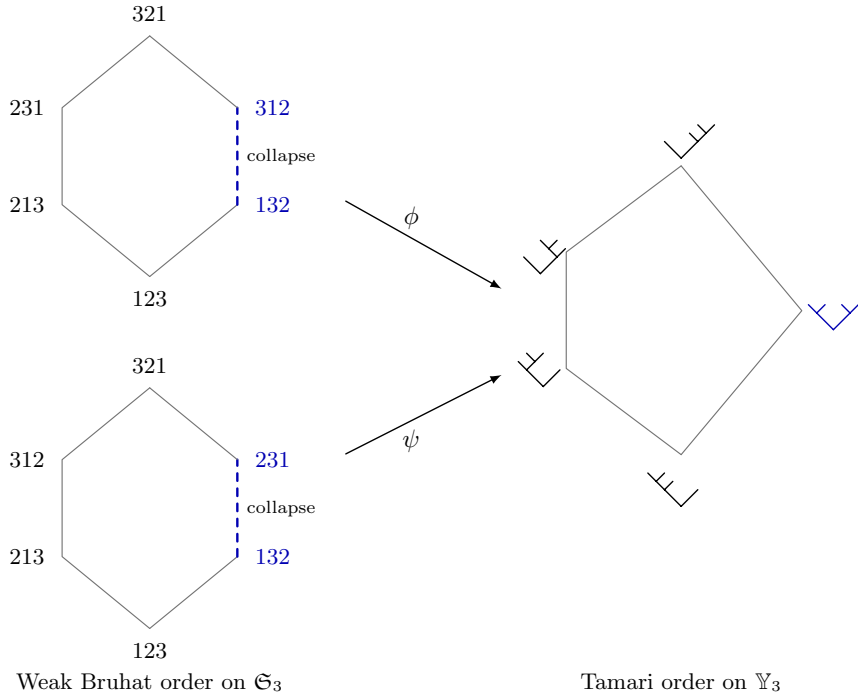 321
231
312
collapse
213
132
ϕ
123
321
312
231
collapse
213
132
ψ
123
Weak Bruhat order on 𝔖₃
Tamari order on 𝕐₃